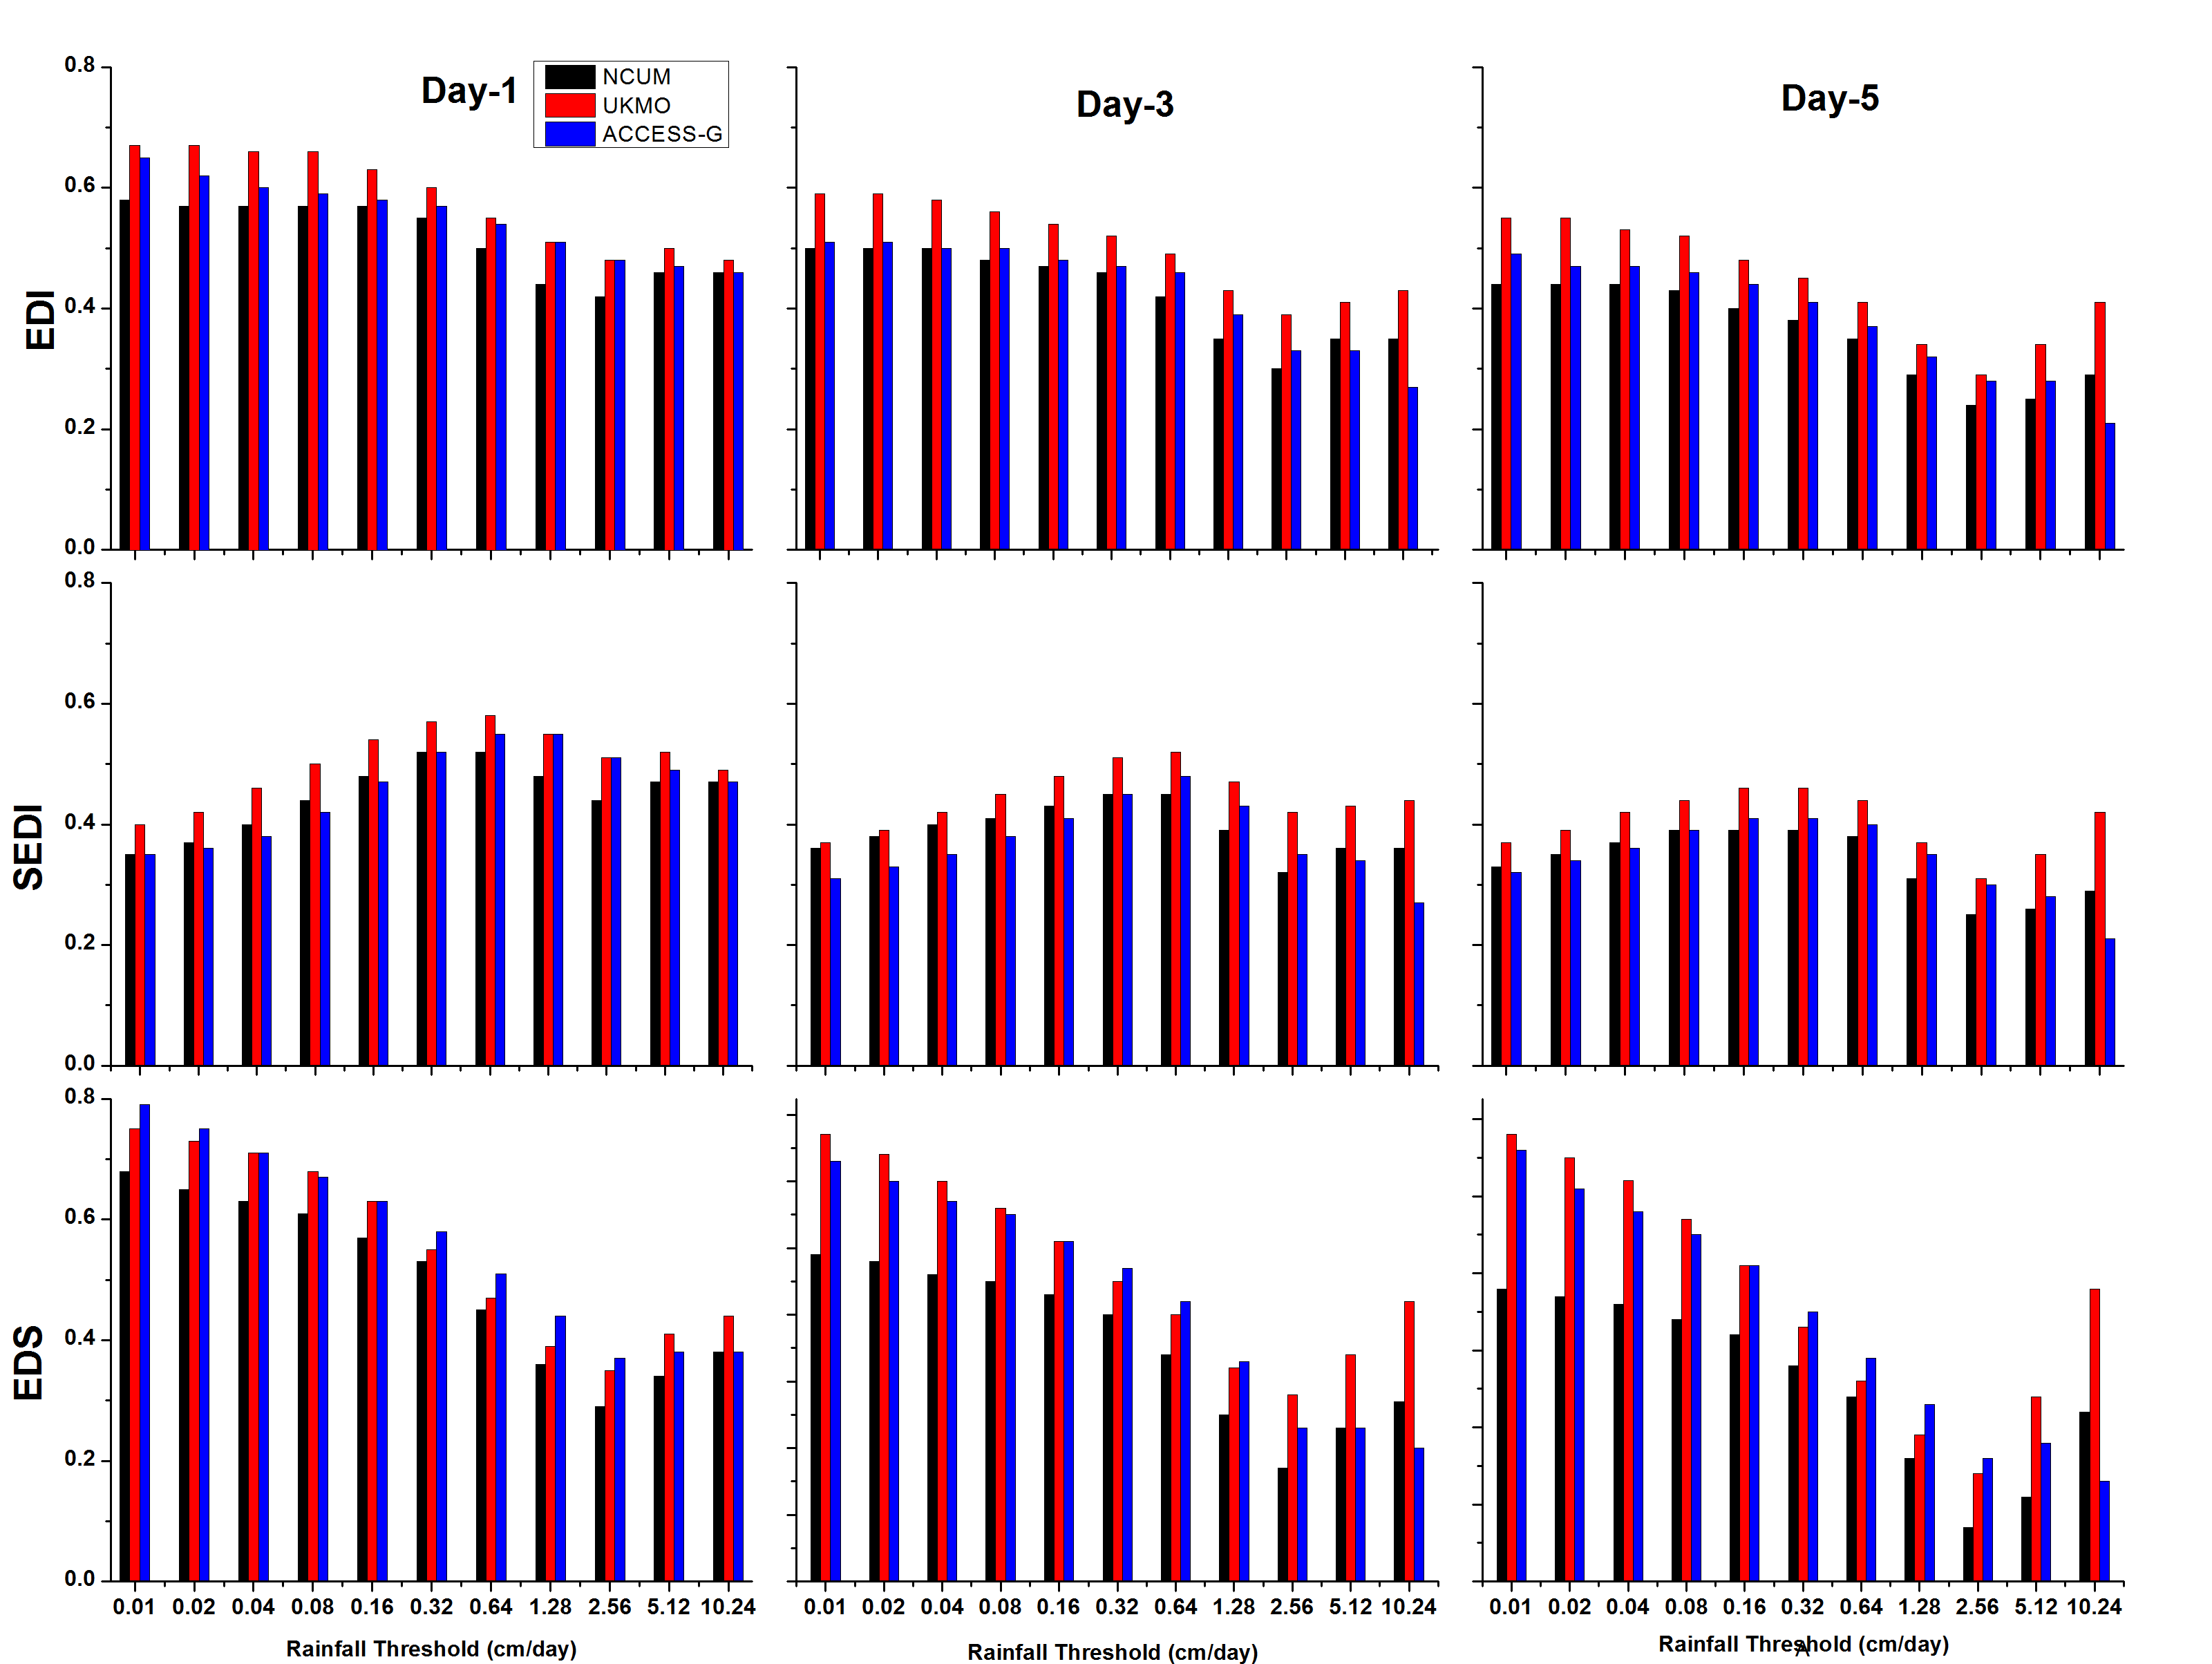 Day-1
NCUM
UKMO
ACCESS-G
Day-3
Day-5
EDI
0.8
0.6
0.4
0.2
0.0
SEDI
0.8
0.6
0.4
0.2
0.0
EDS
0.8
0.6
0.4
0.2
0.0
0.01 0.02 0.04 0.08 0.16 0.32 0.64 1.28 2.56 5.12 10.24
0.01 0.02 0.04 0.08 0.16 0.32 0.64 1.28 2.56 5.12 10.24
0.01 0.02 0.04 0.08 0.16 0.32 0.64 1.28 2.56 5.12 10.24
Rainfall Threshold (cm/day)
Rainfall Threshold (cm/day)
Rainfall Threshold (cm/day)
A